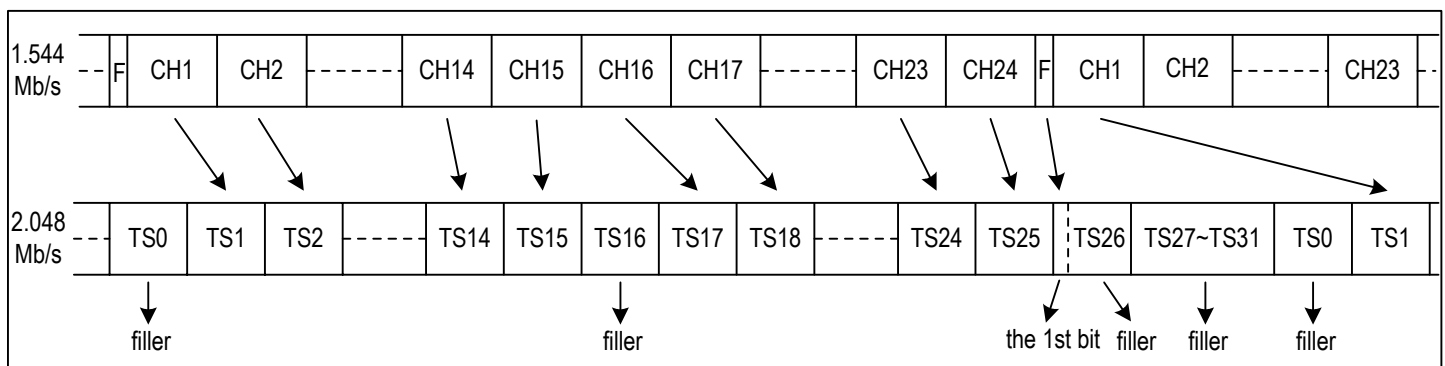 1.544
Mb/s
F CH1 CH2 CH14 CH15 CH16 CH17 CH23 CH24 F CH1 CH2 CH23
2.048
Mb/s
TS0 TS1 TS2 TS14 TS15 TS16 TS17 TS18 TS24 TS25 TS26 TS27~TS31 TS0 TS1
filler filler the 1st bit filler filler filler